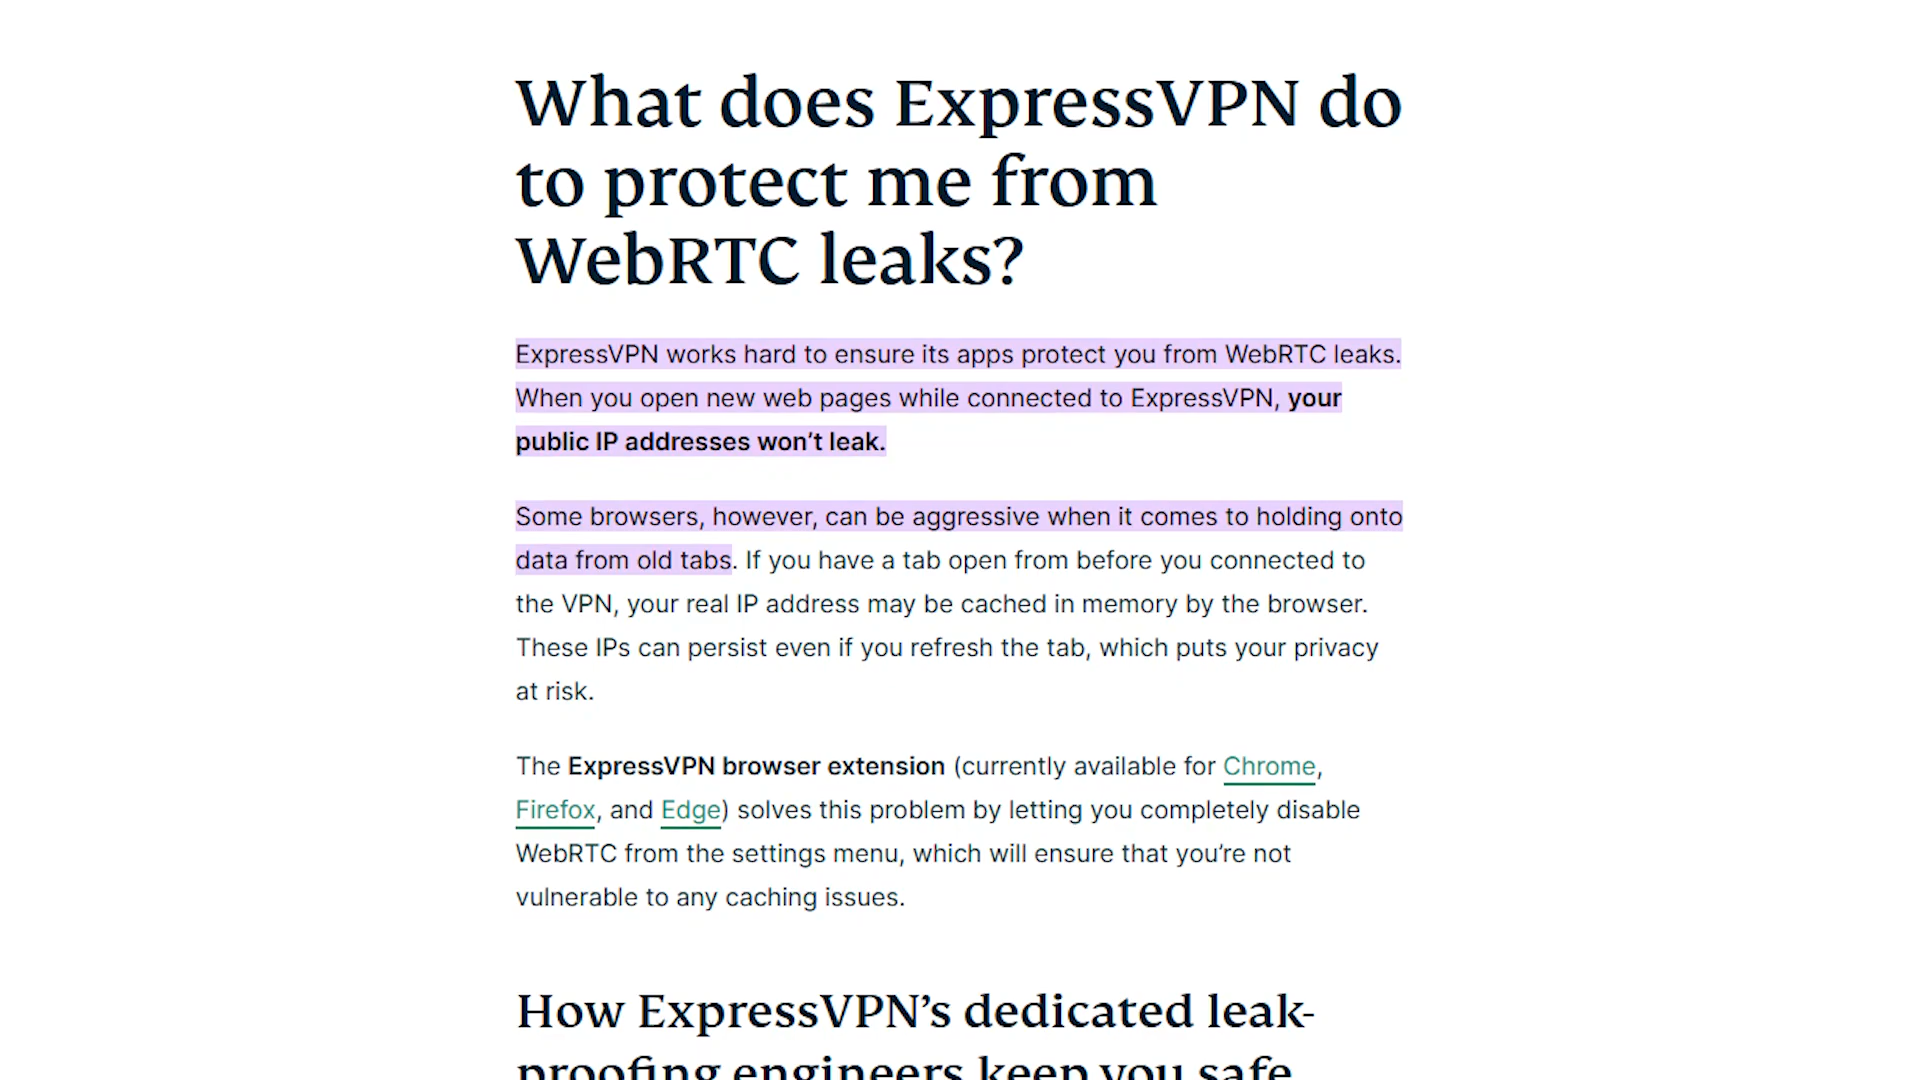 What does ExpressVPN do
to protect me from
WebRTC leaks?
ExpressVPN works hard to ensure its apps protect you from WebRTC leaks.
When you open new web pages while connected to ExpressVPN, your
public IP addresses won’t leak.
Some browsers, however, can be aggressive when it comes to holding onto
data from old tabs. If you have a tab open from before you connected to
the VPN, your real IP address may be cached in memory by the browser.
These IPs can persist even if you refresh the tab, which puts your privacy
at risk.
The ExpressVPN browser extension (currently available for Chrome,
Firefox, and Edge) solves this problem by letting you completely disable
WebRTC from the settings menu, which will ensure that you’re not
vulnerable to any caching issues.
How ExpressVPN’s dedicated leak-
proofing engineers keep you safe